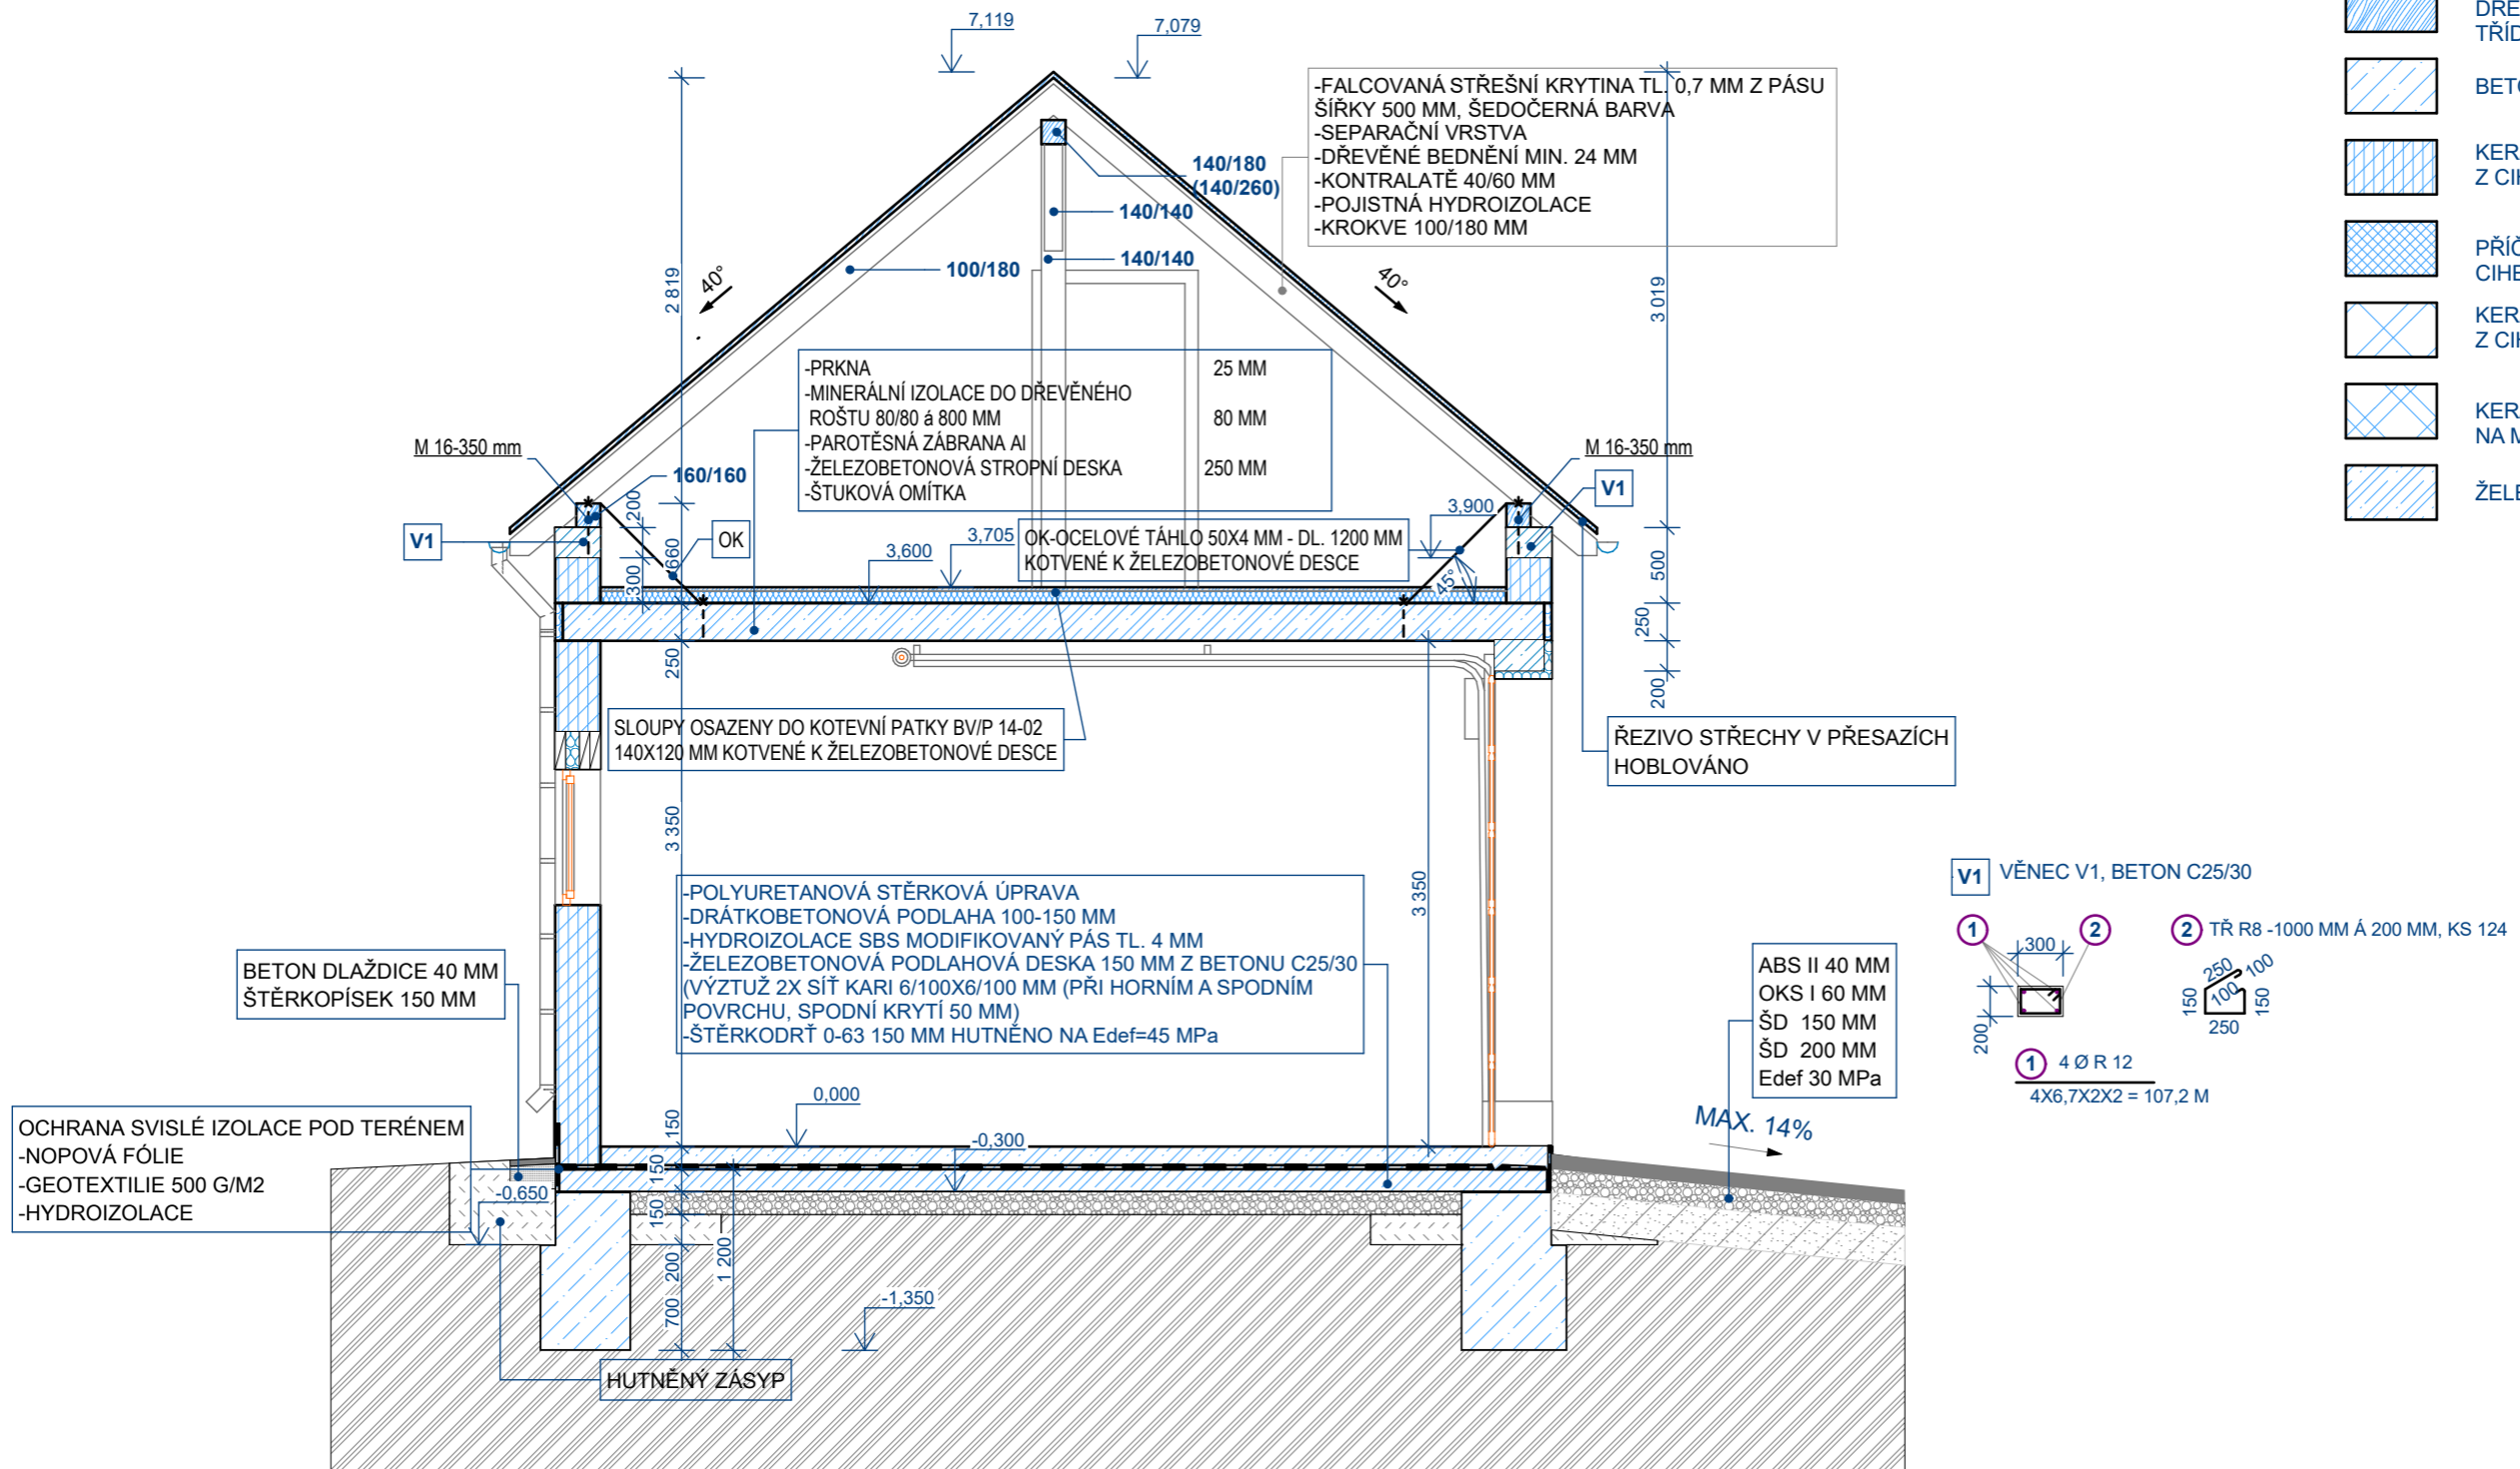 7,119
7,079
-FALCOVANÁ STŘEŠNÍ KRYTINA TL. 0,7 MM Z PÁSU
ŠÍŘKY 500 MM, ŠEDOČERNÁ BARVA
-SEPARAČNÍ VRSTVA
-DŘEVĚNÉ BEDNĚNÍ MIN. 24 MM
-KONTRALATĚ 40/60 MM
-POJISTNÁ HYDROIZOLACE
-KROKVE 100/180 MM
140/180
(140/260)
140/140
140/140
100/180
40°
40°
2 819
3 019
-PRKNA 25 MM
-MINERÁLNÍ IZOLACE DO DŘEVĚNÉHO
ROŠTU 80/80 á 800 MM 80 MM
-PAROTĚSNÁ ZÁBRANA Al
-ŽELEZOBETONOVÁ STROPNÍ DESKA 250 MM
-ŠTUKOVÁ OMÍTKA
M 16-350 mm
160/160
V1
OK
200
660
300
M 16-350 mm
V1
3,900
3,705
3,600
OK-OCELOVÉ TÁHLO 50X4 MM - DL. 1200 MM
KOTVENÉ K ŽELEZOBETONOVÉ DESCE
45°
500
250
200
250
SLOUPY OSAZENY DO KOTEVNÍ PATKY BV/P 14-02
140X120 MM KOTVENÉ K ŽELEZOBETONOVÉ DESCE
ŘEZIVO STŘECHY V PŘESAZÍCH
HOBLOVÁNO
3 350
3 350
-POLYURETANOVÁ STĚRKOVÁ ÚPRAVA
-DRÁTKOBETONOVÁ PODLAHA 100-150 MM
-HYDROIZOLACE SBS MODIFIKOVANÝ PÁS TL. 4 MM
-ŽELEZOBETONOVÁ PODLAHOVÁ DESKA 150 MM Z BETONU C25/30
(VÝZTUŽ 2X SÍŤ KARI 6/100X6/100 MM (PŘI HORNÍM A SPODNÍM
POVRCHU, SPODNÍ KRYTÍ 50 MM)
-ŠTĚRKODRŤ 0-63 150 MM HUTNĚNO NA Edef=45 MPa
BETON DLAŽDICE 40 MM
ŠTĚRKOPÍSEK 150 MM
OCHRANA SVISLÉ IZOLACE POD TERÉNEM
-NOPOVÁ FÓLIE
-GEOTEXTILIE 500 G/M2
-HYDROIZOLACE
ABS II 40 MM
OKS I 60 MM
ŠD 150 MM
ŠD 200 MM
Edef 30 MPa
MAX. 14%
0,000
-0,300
-0,650
-1,350
150
150
150
200
700
1 200
HUTNĚNÝ ZÁSYP
V1 VĚNEC V1, BETON C25/30
1
2
300
200
2 TŘ R8 -1000 MM Á 200 MM, KS 124
250
100
100
150
150
250
1 4 Ø R 12
4X6,7X2X2 = 107,2 M
DŘE
TŘÍD
BETO
KER
Z CIH
PŘÍČ
CIHE
KER
Z CIH
KER
NA M
ŽELE